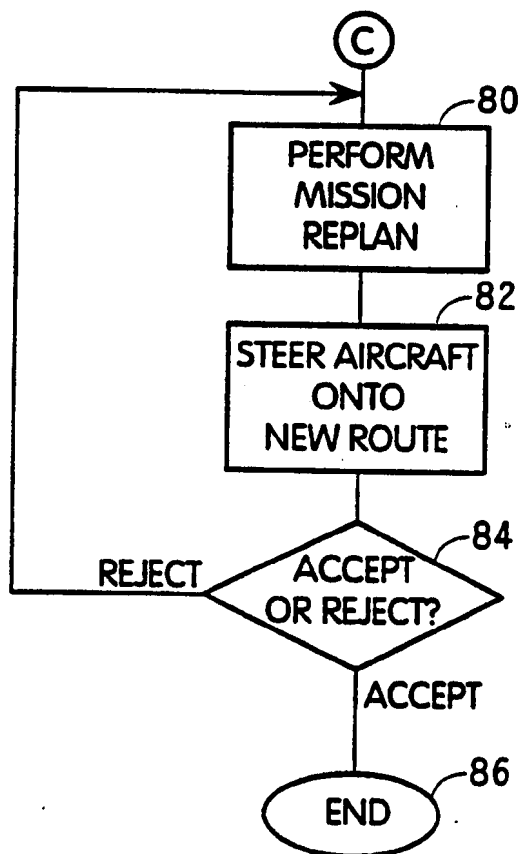 C
80
PERFORM
MISSION
REPLAN
82
STEER AIRCRAFT
ONTO
NEW ROUTE
84
REJECT
ACCEPT
OR REJECT?
ACCEPT
86
END